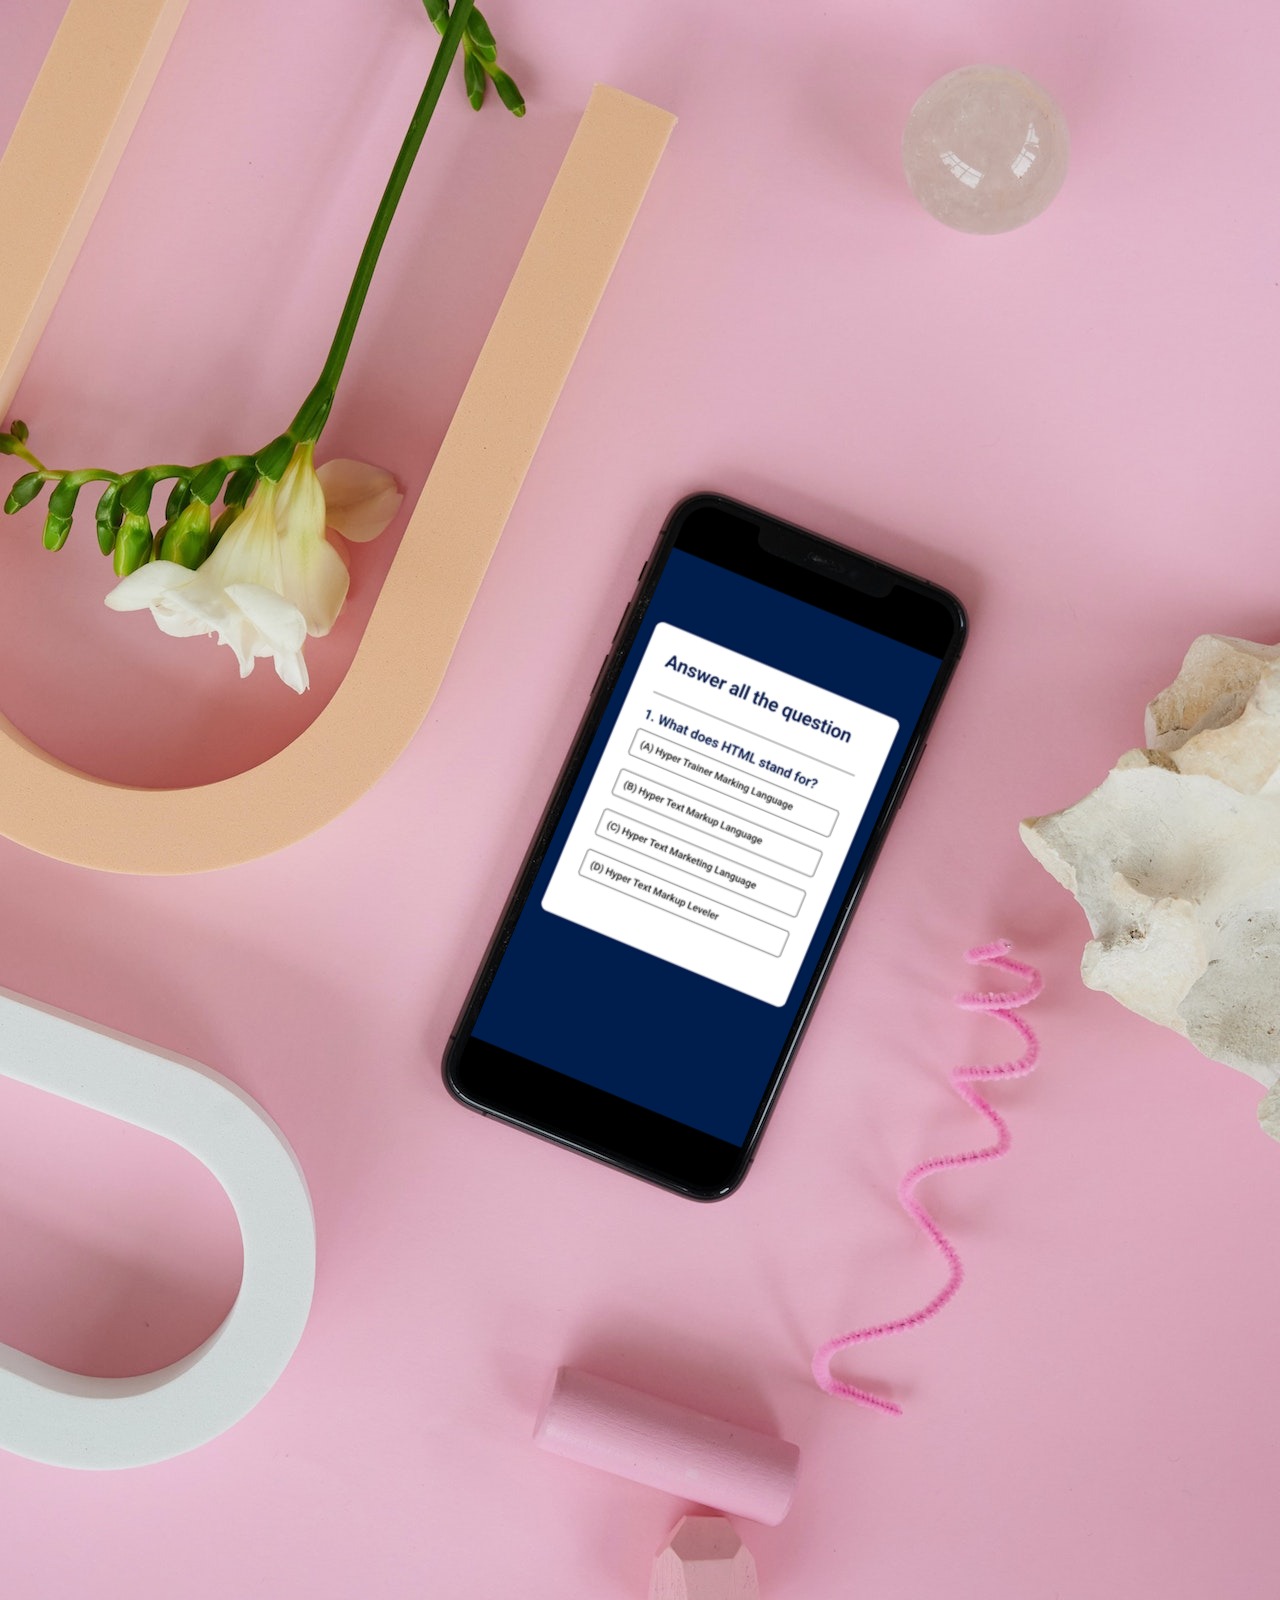 Answer all the question
1. What does HTML stand for?
(A) Hyper Trainer Marking Language
(B) Hyper Text Markup Language
(C) Hyper Text Marketing Language
(D) Hyper Text Markup Leveler